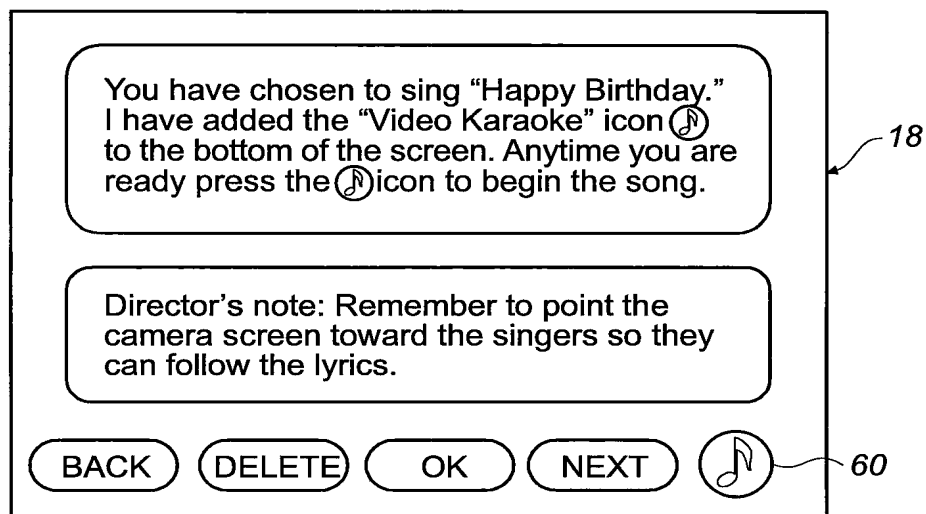 You have chosen to sing “Happy Birthday.”
I have added the “Video Karaoke” icon
to the bottom of the screen. Anytime you are
ready press the icon to begin the song.
18
Director’s note: Remember to point the
camera screen toward the singers so they
can follow the lyrics.
BACK DELETE OK NEXT 60